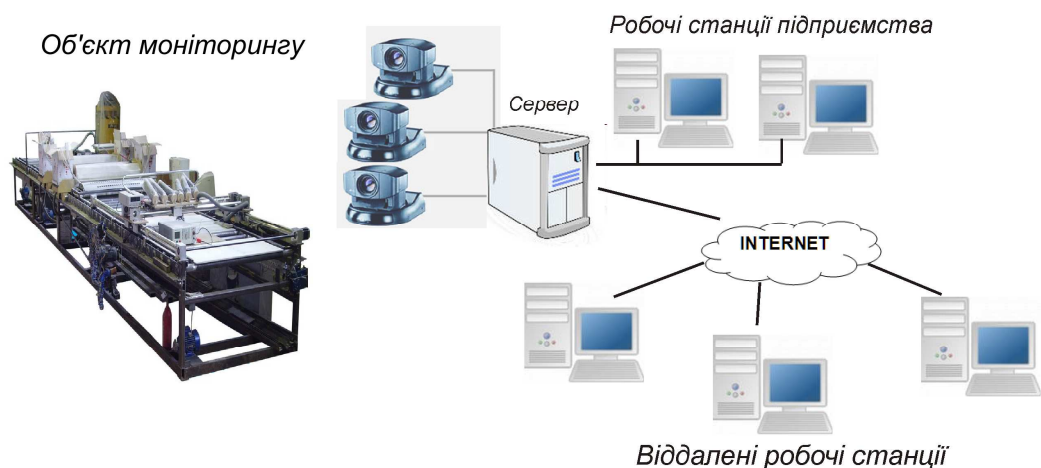 Об'єкт моніторингу
Робочі станції підприємства
Сервер
INTERNET
Віддалені робочі станції